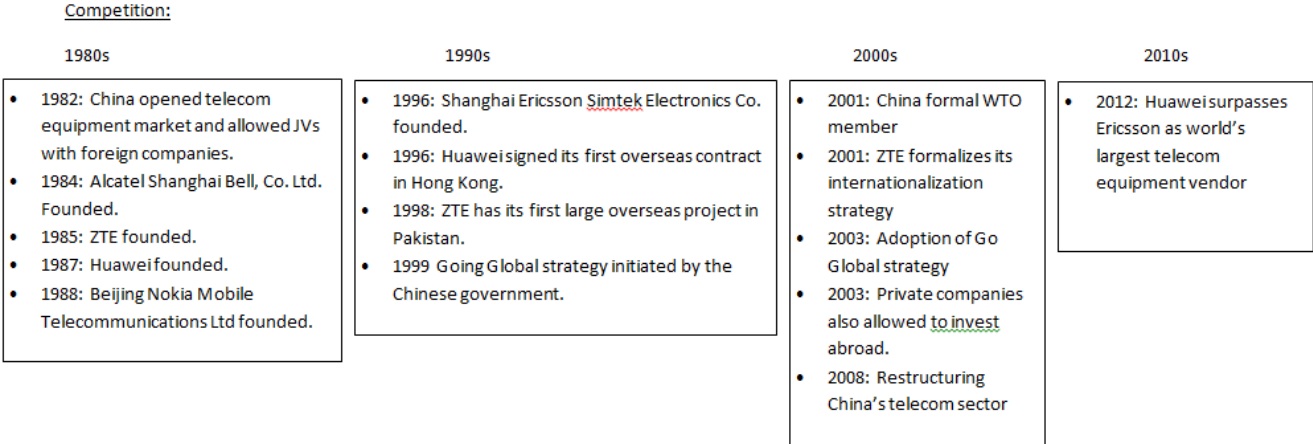 Competition:
1980s
1990s
2000s
2010s
• 1982: China opened telecom
equipment market and allowed JVs
with foreign companies.
• 1984: Alcatel Shanghai Bell, Co. Ltd.
Founded.
• 1985: ZTE founded.
• 1987: Huawei founded.
• 1988: Beijing Nokia Mobile
Telecommunications Ltd founded.
• 1996: Shanghai Ericsson Simtek Electronics Co.
founded.
• 1996: Huawei signed its first overseas contract
in Hong Kong.
• 1998: ZTE has its first large overseas project in
Pakistan.
• 1999 Going Global strategy initiated by the
Chinese government.
• 2001: China formal WTO
member
• 2001: ZTE formalizes its
internationalization
strategy
• 2003: Adoption of Go
Global strategy
• 2003: Private companies
also allowed to invest
abroad.
• 2008: Restructuring
China's telecom sector
• 2012: Huawei surpasses
Ericsson as world's
largest telecom
equipment vendor